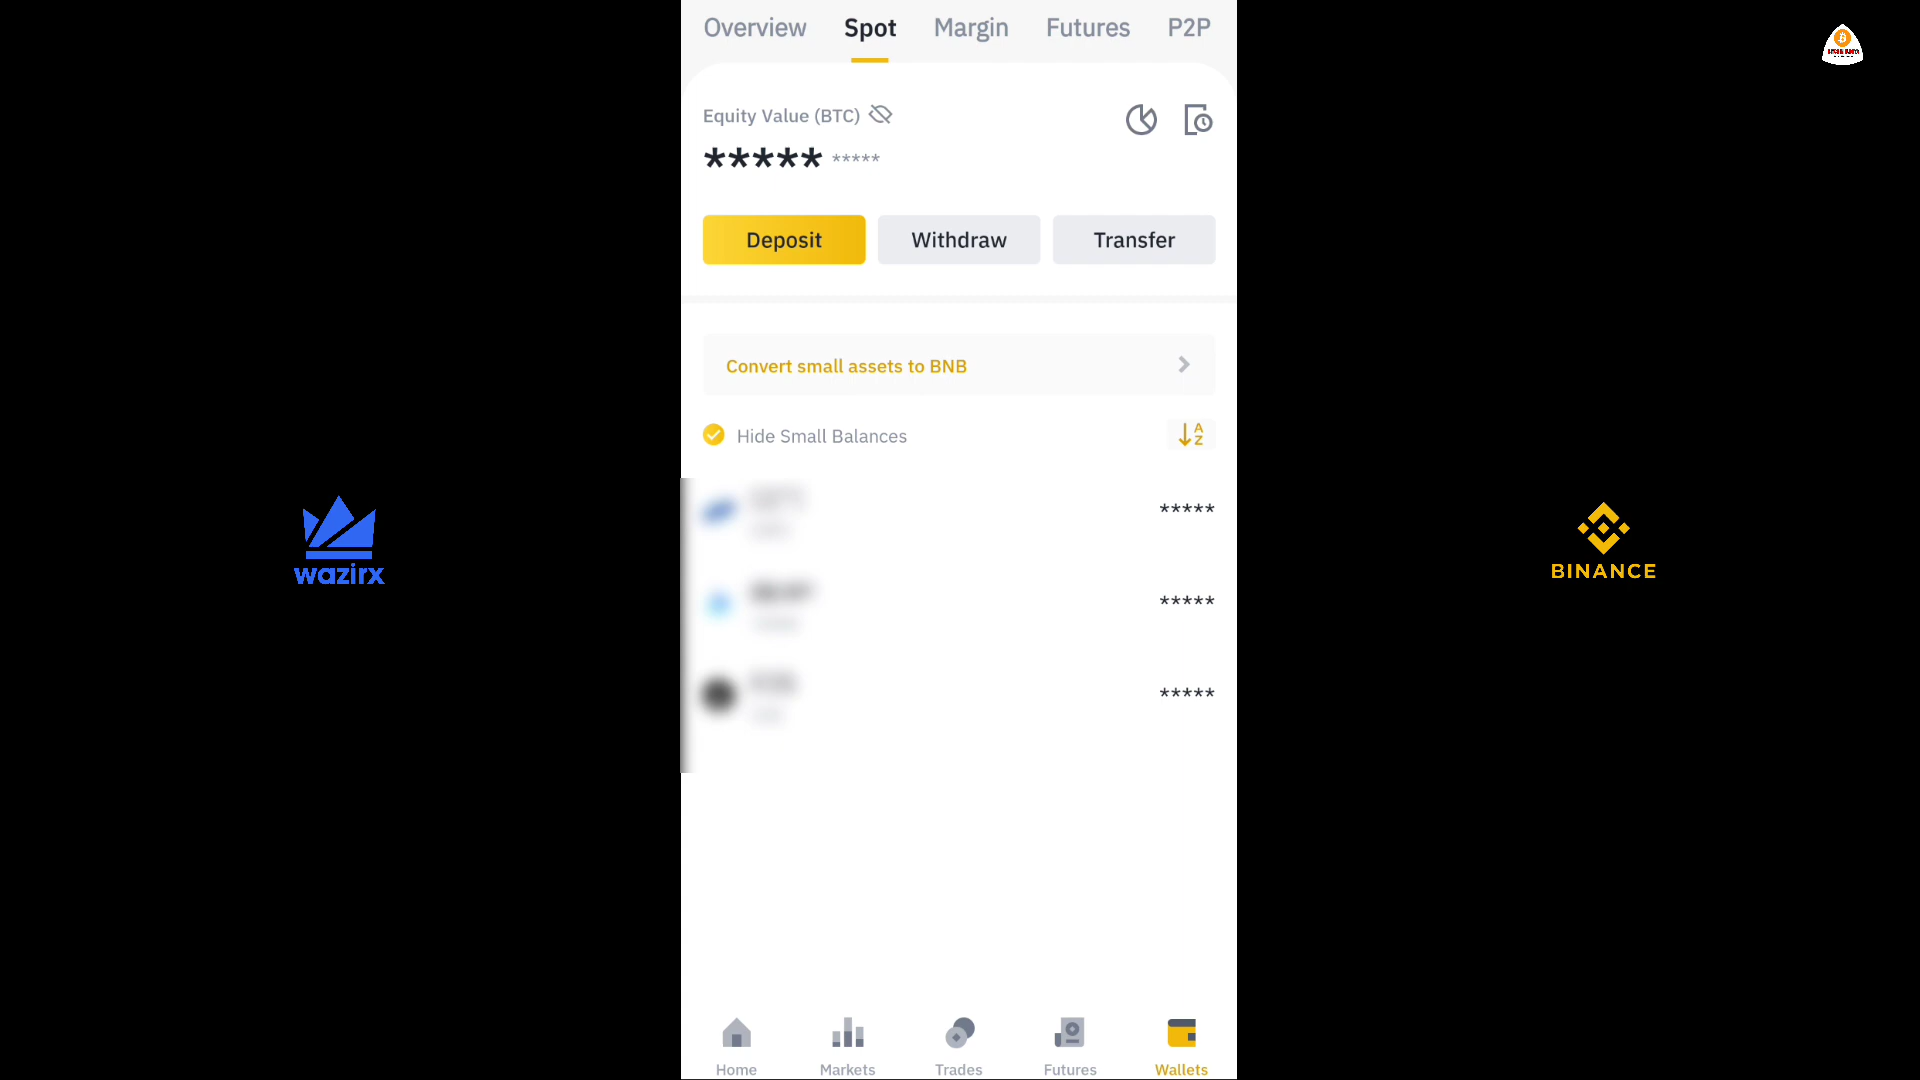 Overview Spot Margin Futures P2P
Equity Value (BTC)
***** *****
Deposit Withdraw Transfer
Convert small assets to BNB
Hide Small Balances
A
Z
*****
*****
*****
wazirx
BINANCE
Home Markets Trades Futures Wallets